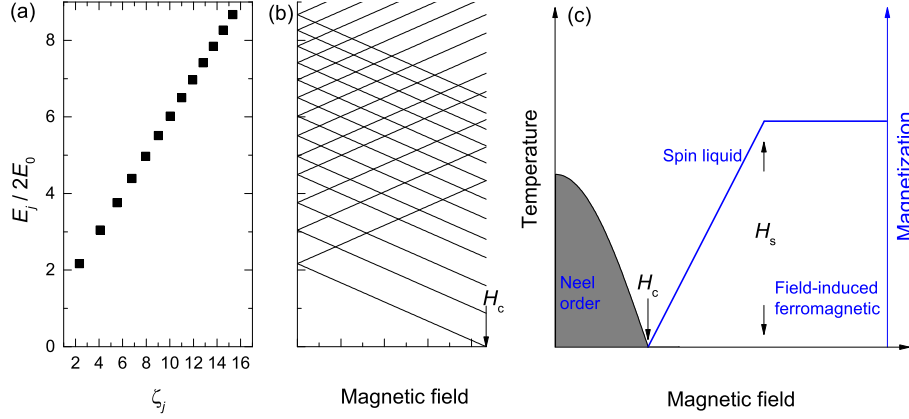 (a)
8
6
4
2
0
E_j / 2E_0
2 4 6 8 10 12 14 16
ζ_j
(b)
H_c
Magnetic field
(c)
Temperature
Spin liquid
Neel
order
H_c
H_s
Field-induced
ferromagnetic
Magnetization
Magnetic field